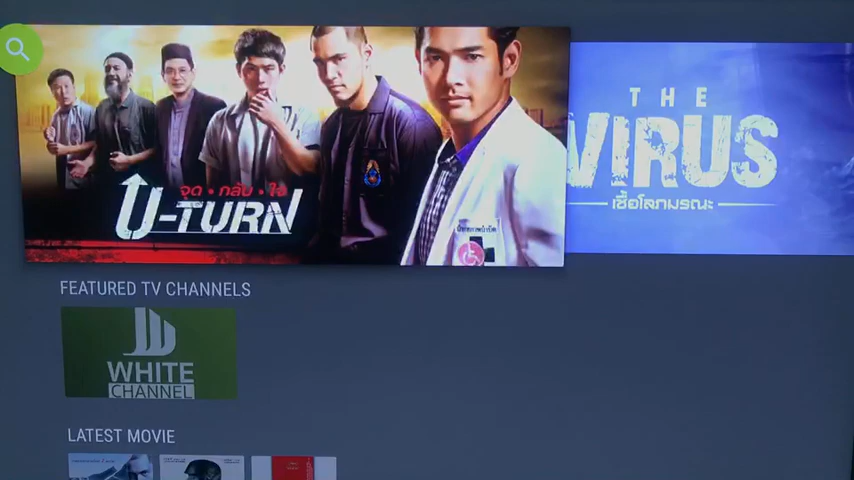 THE
VIRUS
เชื้อโลภมรณะ
จุด • กลับ • ใจ
U-TURN
FEATURED TV CHANNELS
WHITE
CHANNEL
LATEST MOVIE